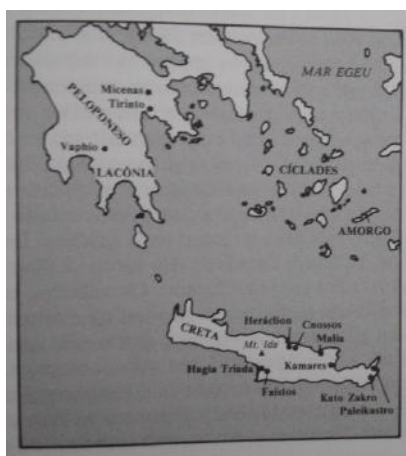 MAR EGEU
Micenas
PELOPONESO
Tirinto
Vaphio
LACÔNIA
CÍCLADES
AMORGO
CRETA
Heráclion
Cnossos
Malia
Mt. Ida
Kamares
Hagia Triada
Faistos
Kato Zakro
Paleikastro